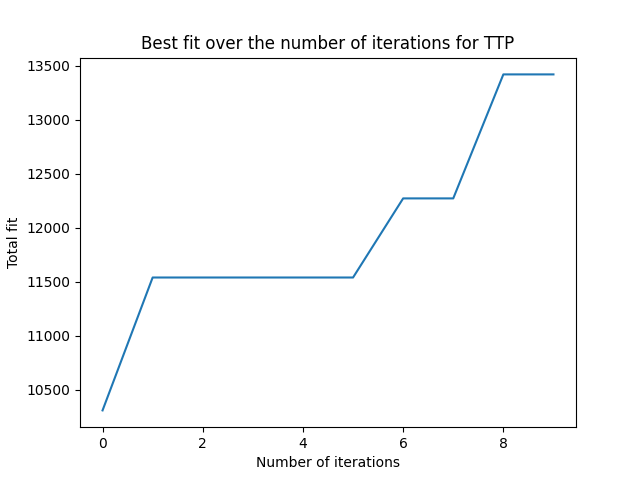 Best fit over the number of iterations for TTP
13500
13000
12500
12000
11500
11000
10500
Total fit
0 2 4 6 8
Number of iterations